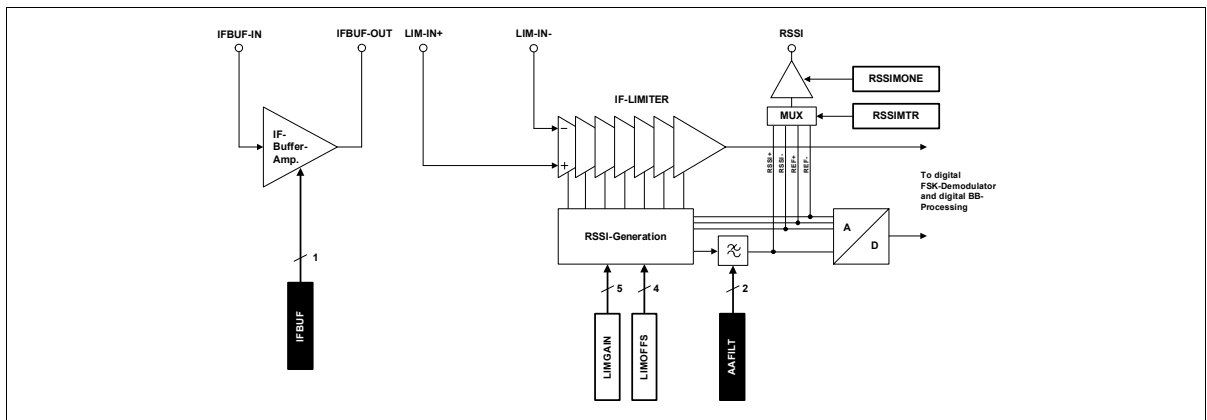 IFBUF-IN
IFBUF-OUT
LIM-IN+
LIM-IN-
RSSI
RSSIMONE
IF-LIMITER
MUX
RSSIMTR
IF-
Buffer-
Amp.
−
+
RSSI+
RSSI-
REF+
REF-
To digital
FSK-Demodulator
and digital BB-
Processing
RSSI-Generation
A
D
1
5
4
2
IFBUF
LIMGAIN
LIMOFFS
AAFILT